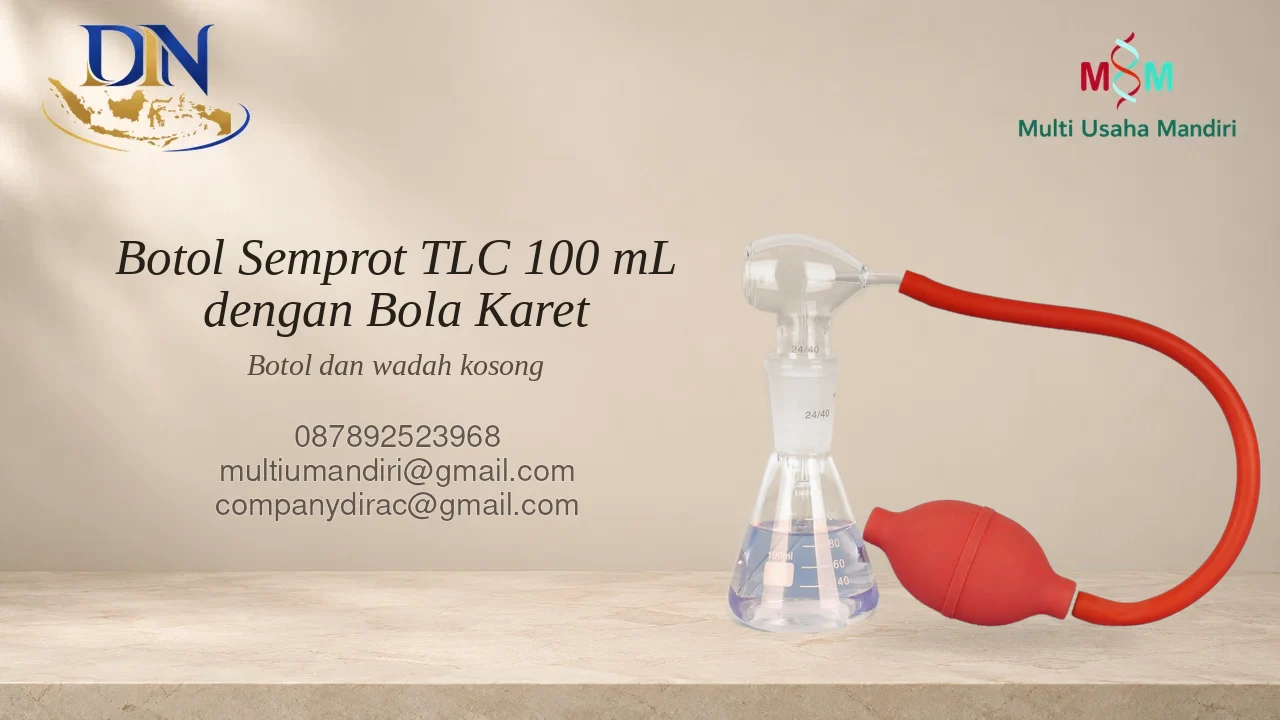 DN
M M
Multi Usaha Mandiri
Botol Semprot TLC 100 mL
dengan Bola Karet
Botol dan wadah kosong
087892523968
multiumandiri@gmail.com
companydirac@gmail.com
24/40
24/40
100ml
80
60
40